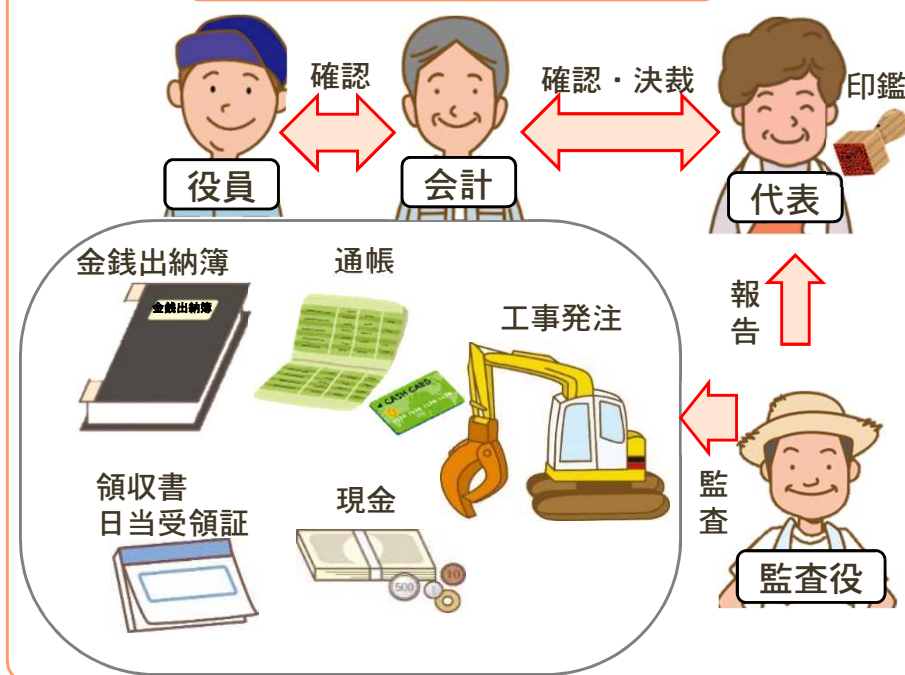 確認
確認・決裁
印鑑
役員
会計
代表
金銭出納簿
金銭出納簿
通帳
CASH CARD
工事発注
報告
領収書
日当受領証
現金
500
1
10
監査
監査役